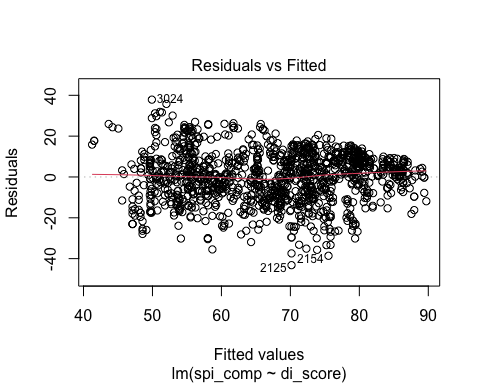 Residuals vs Fitted
Residuals
40
20
0
-20
-40
3024
2154
2125
40 50 60 70 80 90
Fitted values
lm(spi_comp ~ di_score)